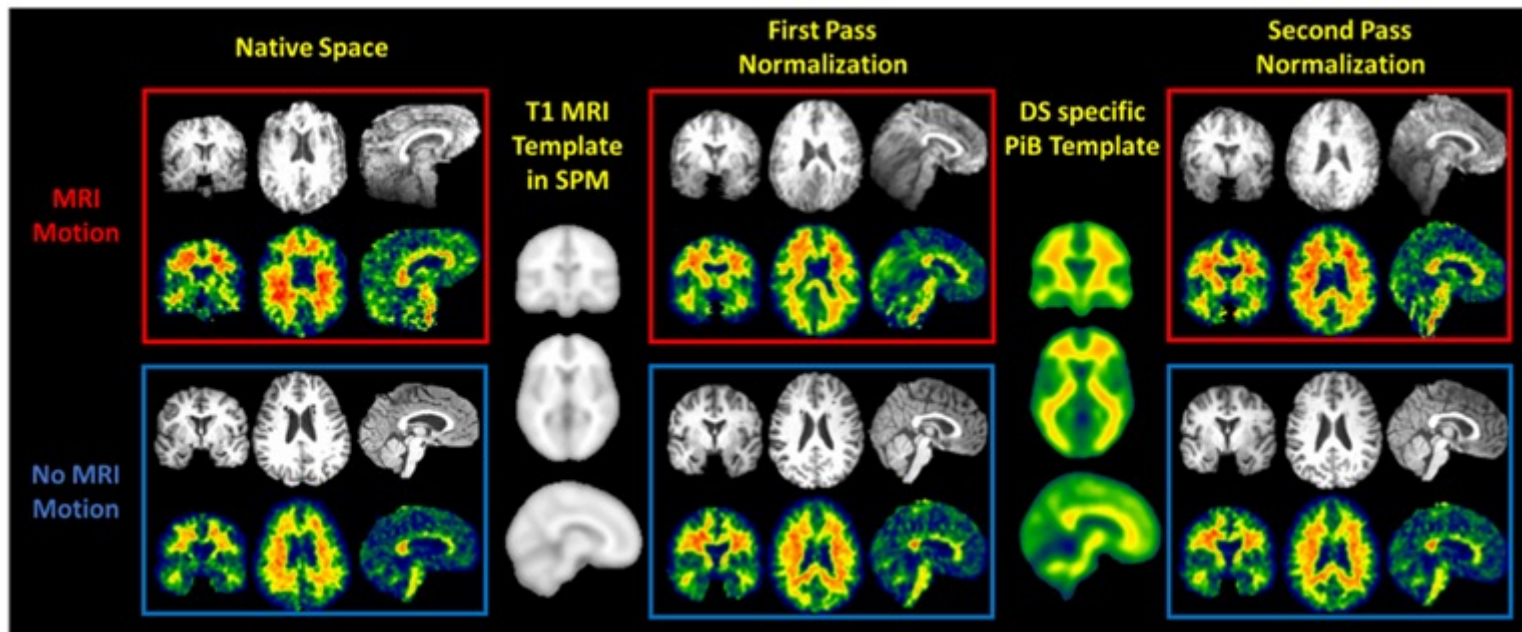 Native Space
First Pass
Normalization
Second Pass
Normalization
T1 MRI
Template
in SPM
DS specific
PiB Template
MRI
Motion
No MRI
Motion